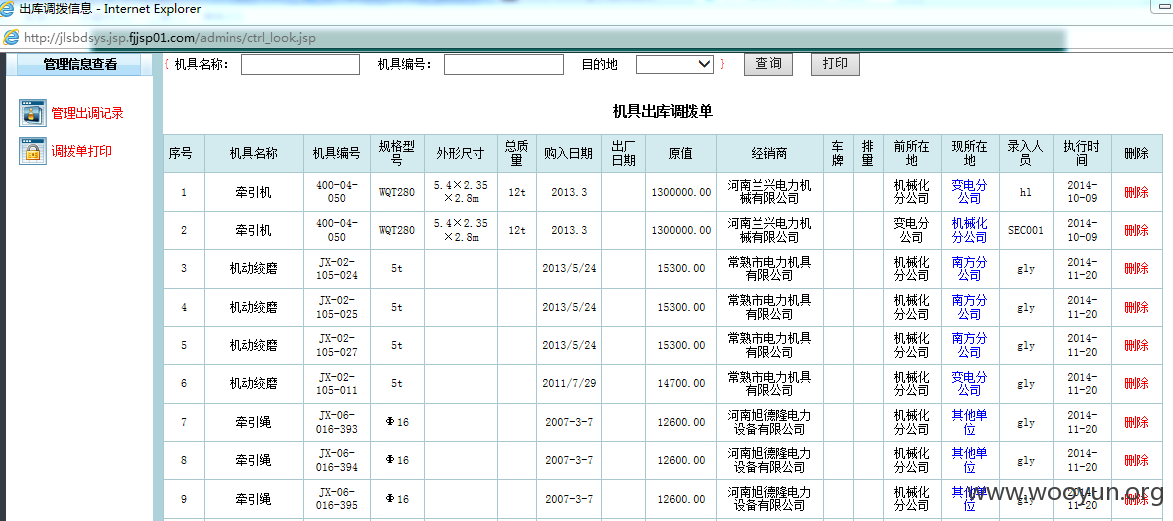 出库调拨信息 - Internet Explorer
http://jlsbdsys.jsp.fjjsp01.com/admins/ctrl_look.jsp
管理信息查看
管理出调记录
调拨单打印
{ 机具名称: 机具编号: 目的地 } 查询 打印
机具出库调拨单
序号 机具名称 机具编号 规格型号 外形尺寸 总质量 购入日期 出厂日期 原值 经销商 车牌 排量 前所在地 现所在地 录入人员 执行时间 删除
1 牵引机 400-04-050 WQT280 5.4×2.35×2.8m 12t 2013.3 1300000.00 河南兰兴电力机械有限公司 机械化分公司 变电分公司 hl 2014-10-09 删除
2 牵引机 400-04-050 WQT280 5.4×2.35×2.8m 12t 2013.3 1300000.00 河南兰兴电力机械有限公司 变电分公司 机械化分公司 SEC001 2014-10-09 删除
3 机动绞磨 JX-02-105-024 5t 2013/5/24 15300.00 常熟市电力机具有限公司 机械化分公司 南方分公司 gly 2014-11-20 删除
4 机动绞磨 JX-02-105-025 5t 2013/5/24 15300.00 常熟市电力机具有限公司 机械化分公司 南方分公司 gly 2014-11-20 删除
5 机动绞磨 JX-02-105-027 5t 2013/5/24 15300.00 常熟市电力机具有限公司 机械化分公司 南方分公司 gly 2014-11-20 删除
6 机动绞磨 JX-02-105-011 5t 2011/7/29 14700.00 常熟市电力机具有限公司 机械化分公司 变电分公司 gly 2014-11-20 删除
7 牵引绳 JX-06-016-393 Φ16 2007-3-7 12600.00 河南旭德隆电力设备有限公司 机械化分公司 其他单位 gly 2014-11-20 删除
8 牵引绳 JX-06-016-394 Φ16 2007-3-7 12600.00 河南旭德隆电力设备有限公司 机械化分公司 其他单位 gly 2014-11-20 删除
9 牵引绳 JX-06-016-395 Φ16 2007-3-7 12600.00 河南旭德隆电力设备有限公司 机械化分公司 其他单位 gly 2014-11-20 删除
www.wooyun.org